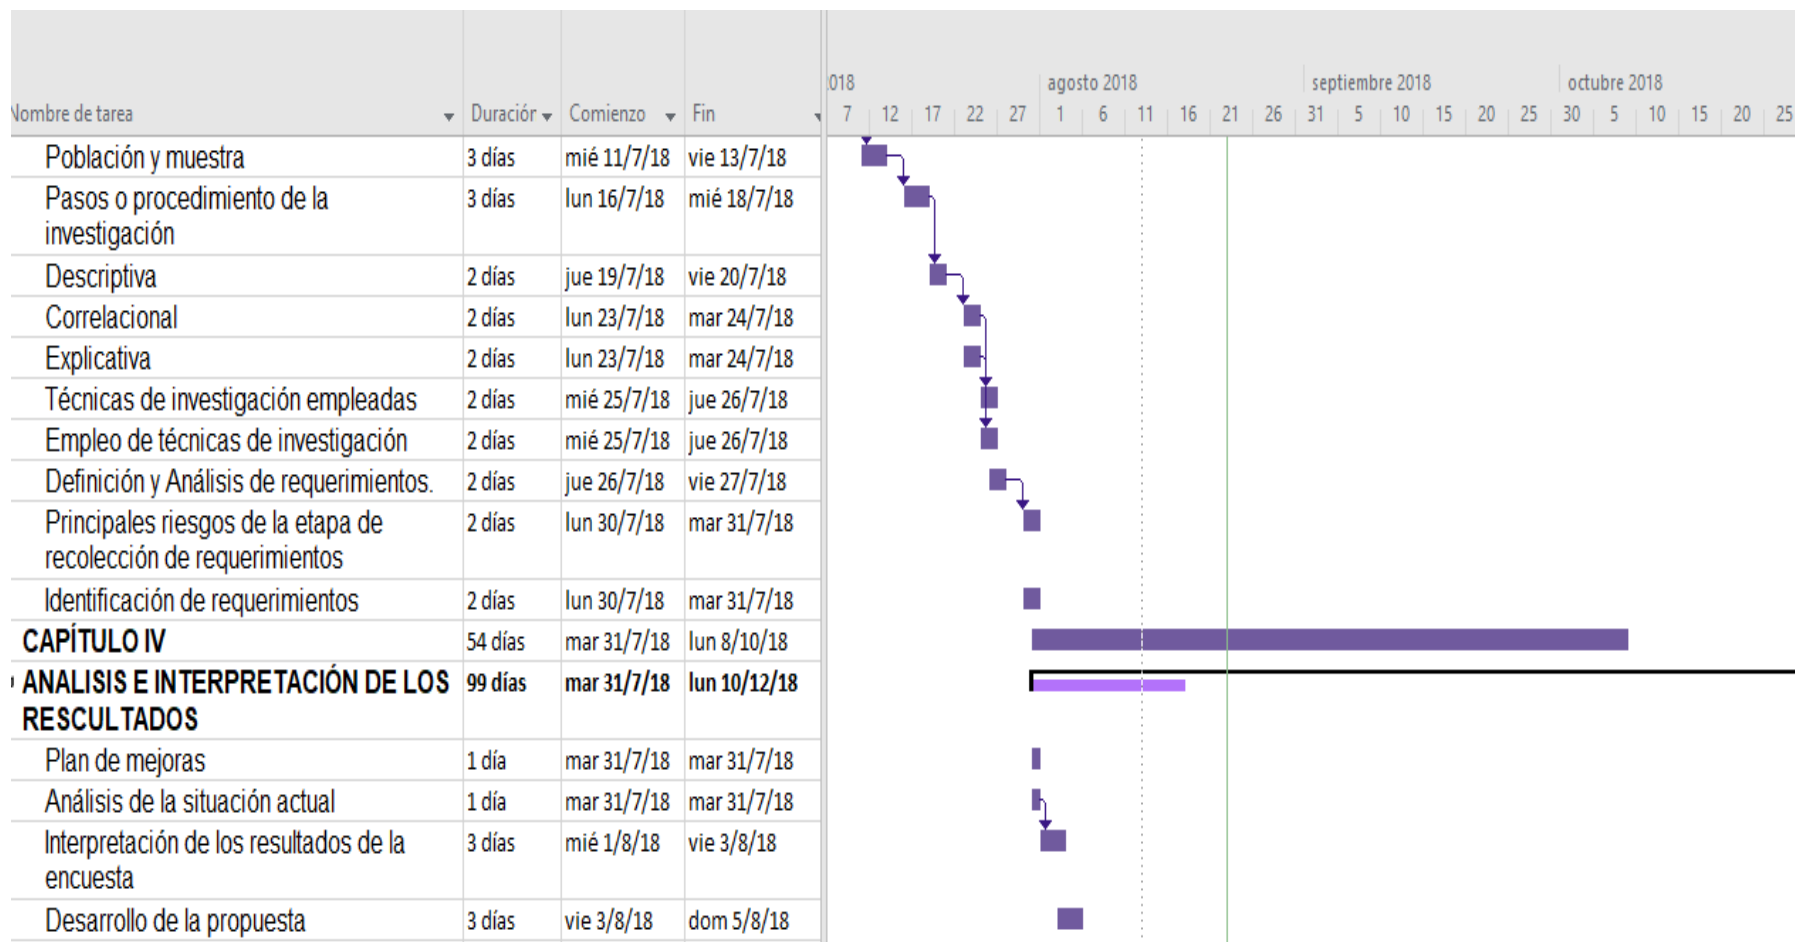 018 agosto 2018 septiembre 2018 octubre 2018
Nombre de tarea Duración Comienzo Fin 7 12 17 22 27 1 6 11 16 21 26 31 5 10 15 20 25 30 5 10 15 20 25
Población y muestra 3 días mié 11/7/18 vie 13/7/18
Pasos o procedimiento de la 3 días lun 16/7/18 mié 18/7/18
investigación
Descriptiva 2 días jue 19/7/18 vie 20/7/18
Correlacional 2 días lun 23/7/18 mar 24/7/18
Explicativa 2 días lun 23/7/18 mar 24/7/18
Técnicas de investigación empleadas 2 días mié 25/7/18 jue 26/7/18
Empleo de técnicas de investigación 2 días mié 25/7/18 jue 26/7/18
Definición y Análisis de requerimientos. 2 días jue 26/7/18 vie 27/7/18
Principales riesgos de la etapa de 2 días lun 30/7/18 mar 31/7/18
recolección de requerimientos
Identificación de requerimientos 2 días lun 30/7/18 mar 31/7/18
CAPÍTULO IV 54 días mar 31/7/18 lun 8/10/18
ANALISIS E INTERPRETACIÓN DE LOS 99 días mar 31/7/18 lun 10/12/18
RESCULTADOS
Plan de mejoras 1 día mar 31/7/18 mar 31/7/18
Análisis de la situación actual 1 día mar 31/7/18 mar 31/7/18
Interpretación de los resultados de la 3 días mié 1/8/18 vie 3/8/18
encuesta
Desarrollo de la propuesta 3 días vie 3/8/18 dom 5/8/18